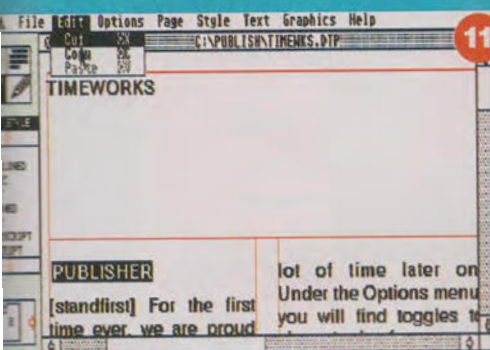 File Edit Options Page Style Text Graphics Help
Cut
Copy
Paste
C:\PUBLISH\TIMEWKS.DTP
11
TIMEWORKS
PUBLISHER
[standfirst] For the first
time ever, we are proud
lot of time later on
Under the Options menu
you will find toggles